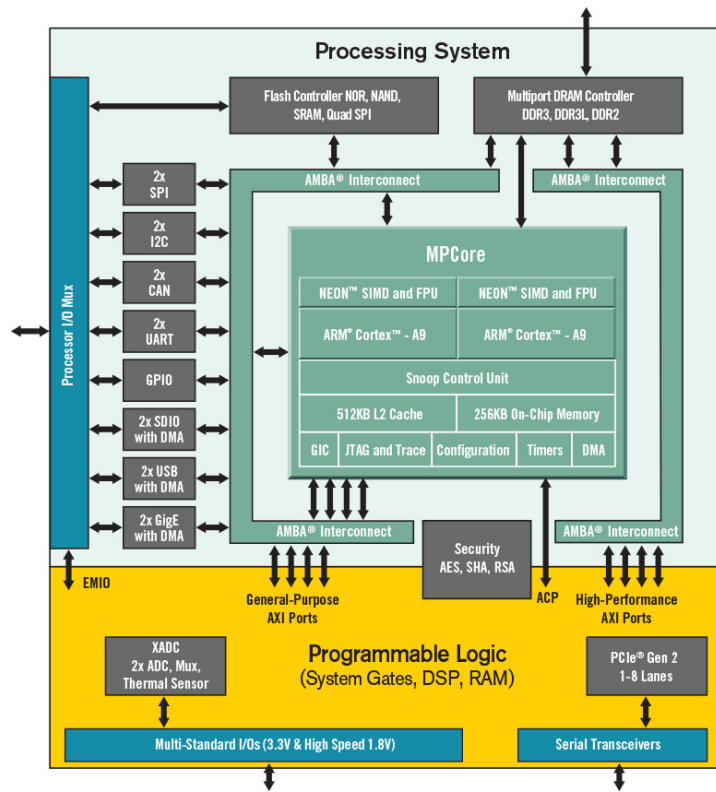 Processing System
Flash Controller NOR, NAND,
SRAM, Quad SPI
Multiport DRAM Controller
DDR3, DDR3L, DDR2
AMBA® Interconnect
AMBA® Interconnect
Processor I/O Mux
2x
SPI
2x
I2C
2x
CAN
2x
UART
GPIO
2x SDIO
with DMA
2x USB
with DMA
2x GigE
with DMA
MPCore
NEON™ SIMD and FPU
NEON™ SIMD and FPU
ARM® Cortex™ - A9
ARM® Cortex™ - A9
Snoop Control Unit
512KB L2 Cache
256KB On-Chip Memory
GIC
JTAG and Trace
Configuration
Timers
DMA
AMBA® Interconnect
AMBA® Interconnect
Security
AES, SHA, RSA
EMIO
General-Purpose
AXI Ports
ACP
High-Performance
AXI Ports
XADC
2x ADC, Mux,
Thermal Sensor
Programmable Logic
(System Gates, DSP, RAM)
PCIe® Gen 2
1-8 Lanes
Multi-Standard I/Os (3.3V & High Speed 1.8V)
Serial Transceivers